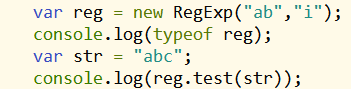 var reg = new RegExp("ab","i");
console.log(typeof reg);
var str = "abc";
console.log(reg.test(str));